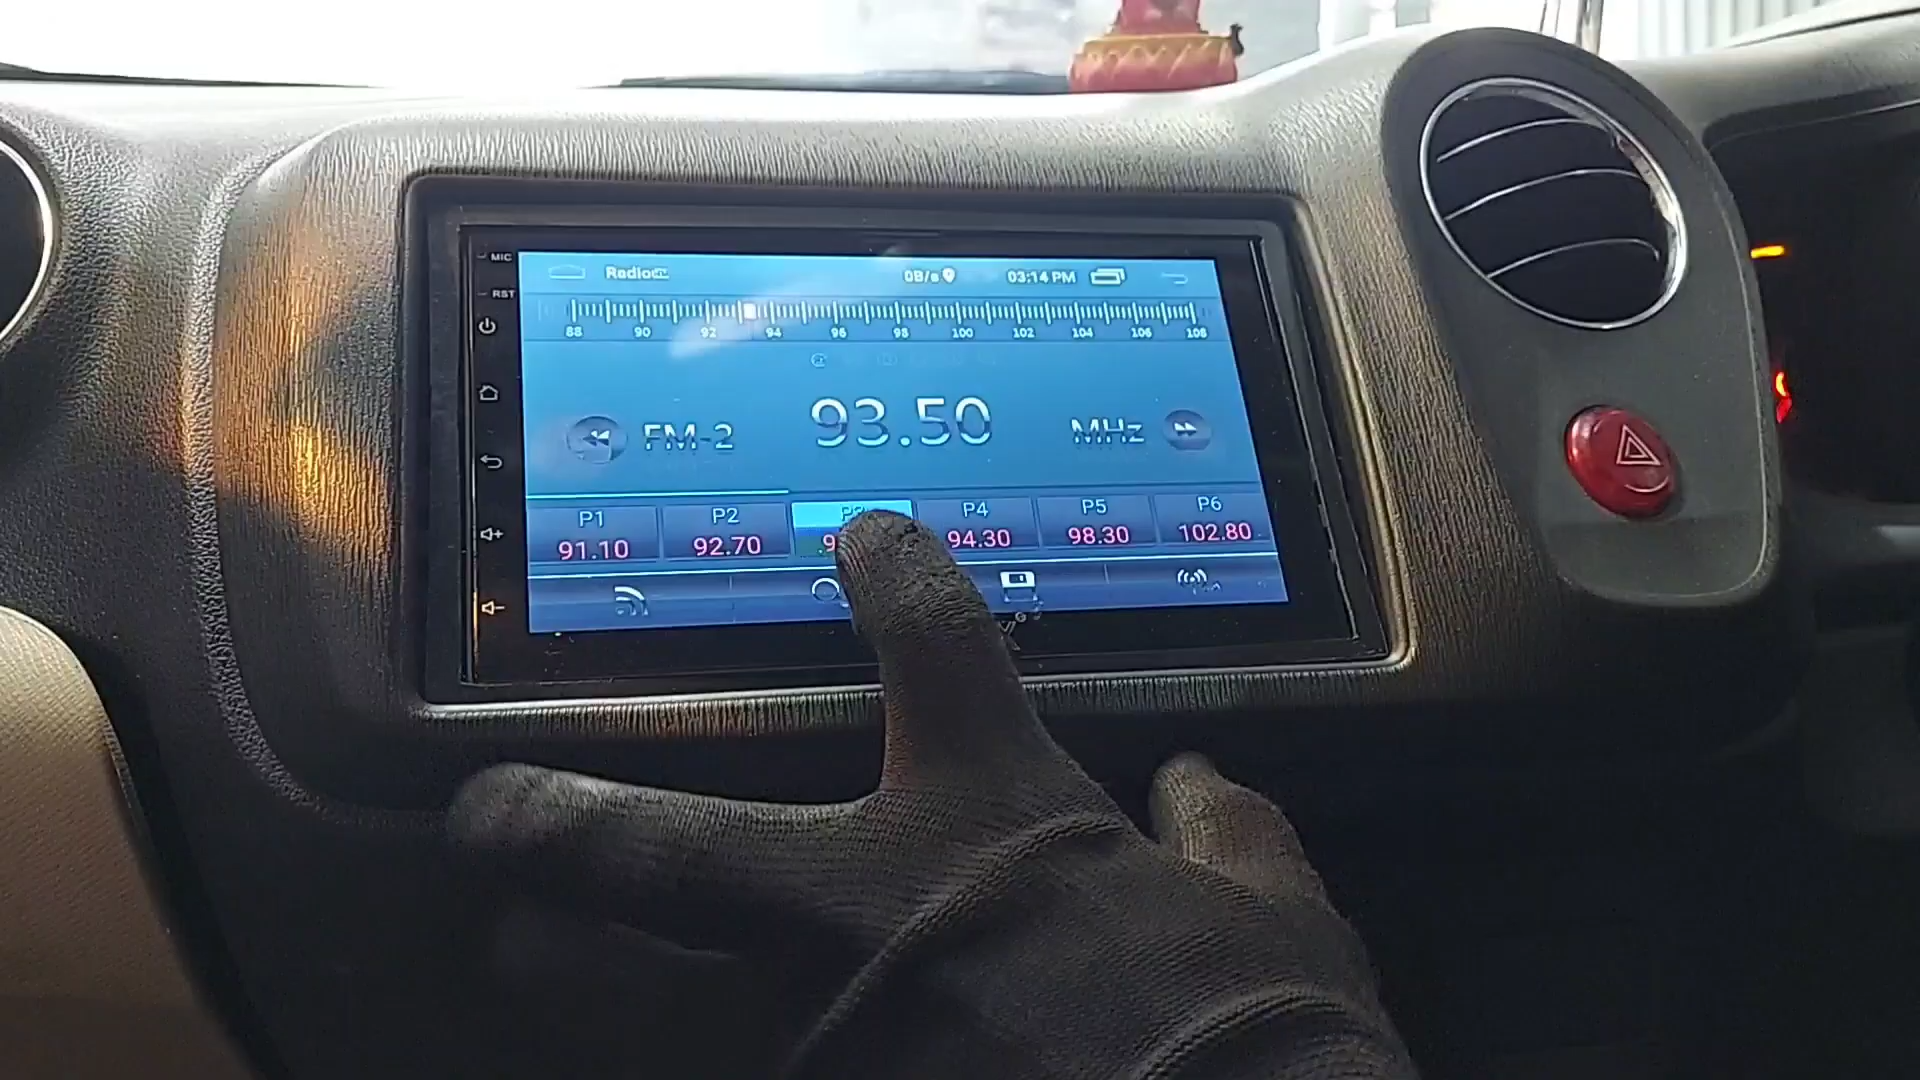 MIC
RST
Radio
0B/s
03:14 PM
88 90 92 94 96 98 100 102 104 106 108
FM-2
93.50
MHz
P1 P2 P4 P5 P6
91.10 92.70 94.30 98.30 102.80